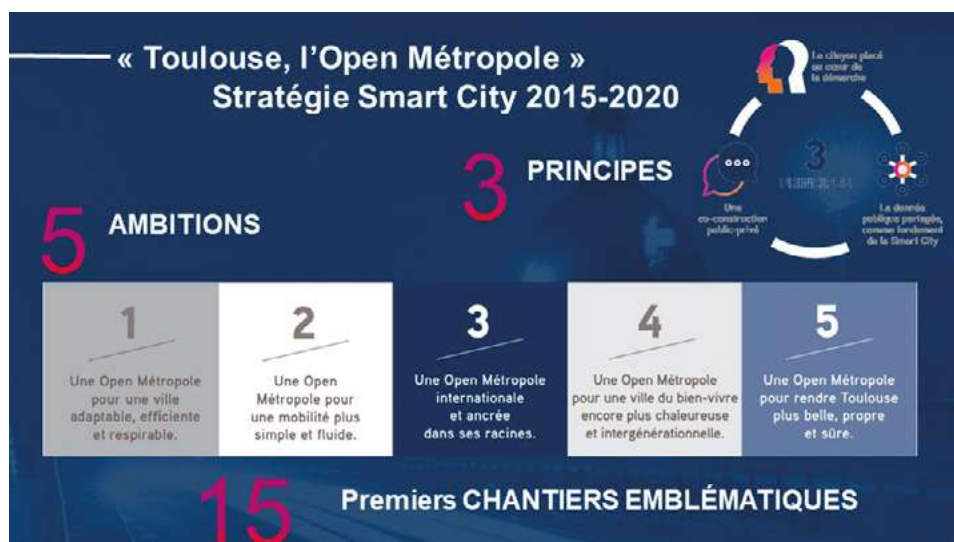 « Toulouse, l'Open Métropole »
Stratégie Smart City 2015-2020
Le citoyen placé
au cœur de
la démarche
3
PRINCIPES
3
PRINCIPES
Une
co-construction
public-privé
La donnée
publique partagée,
comme fondement
de la Smart City
5
AMBITIONS
1
Une Open Métropole
pour une ville
adaptable, efficiente
et respirable.
2
Une Open
Métropole pour
une mobilité plus
simple et fluide.
3
Une Open Métropole
internationale
et ancrée
dans ses racines.
4
Une Open Métropole
pour une ville du bien-vivre
encore plus chaleureuse
et intergénérationnelle.
5
Une Open Métropole
pour rendre Toulouse
plus belle, propre
et sûre.
15
Premiers CHANTIERS EMBLÉMATIQUES